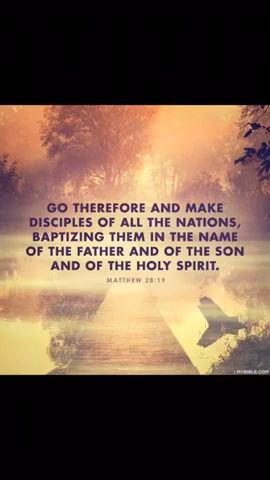 GO THEREFORE AND MAKE
DISCIPLES OF ALL THE NATIONS,
BAPTIZING THEM IN THE NAME
OF THE FATHER AND OF THE SON
AND OF THE HOLY SPIRIT.
MATTHEW 28:19
MYBIBLE.COM